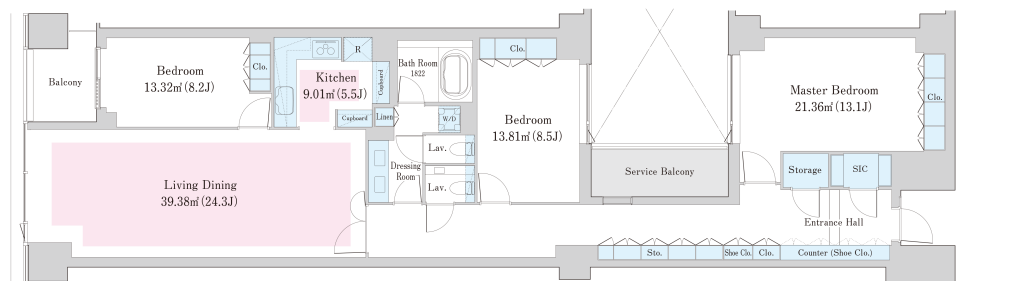 Balcony
Bedroom
13.32㎡(8.2J)
Clo.
Kitchen
9.01㎡(5.5J)
R
Cupboard
Cupboard
Linen
Bath Room
1822
W/D
Lav.
Lav.
Dressing
Room
Living Dining
39.38㎡(24.3J)
Clo.
Bedroom
13.81㎡(8.5J)
Service Balcony
Master Bedroom
21.36㎡(13.1J)
Clo.
Storage
SIC
Entrance Hall
Sto.
Shoe Clo.
Clo.
Counter (Shoe Clo.)